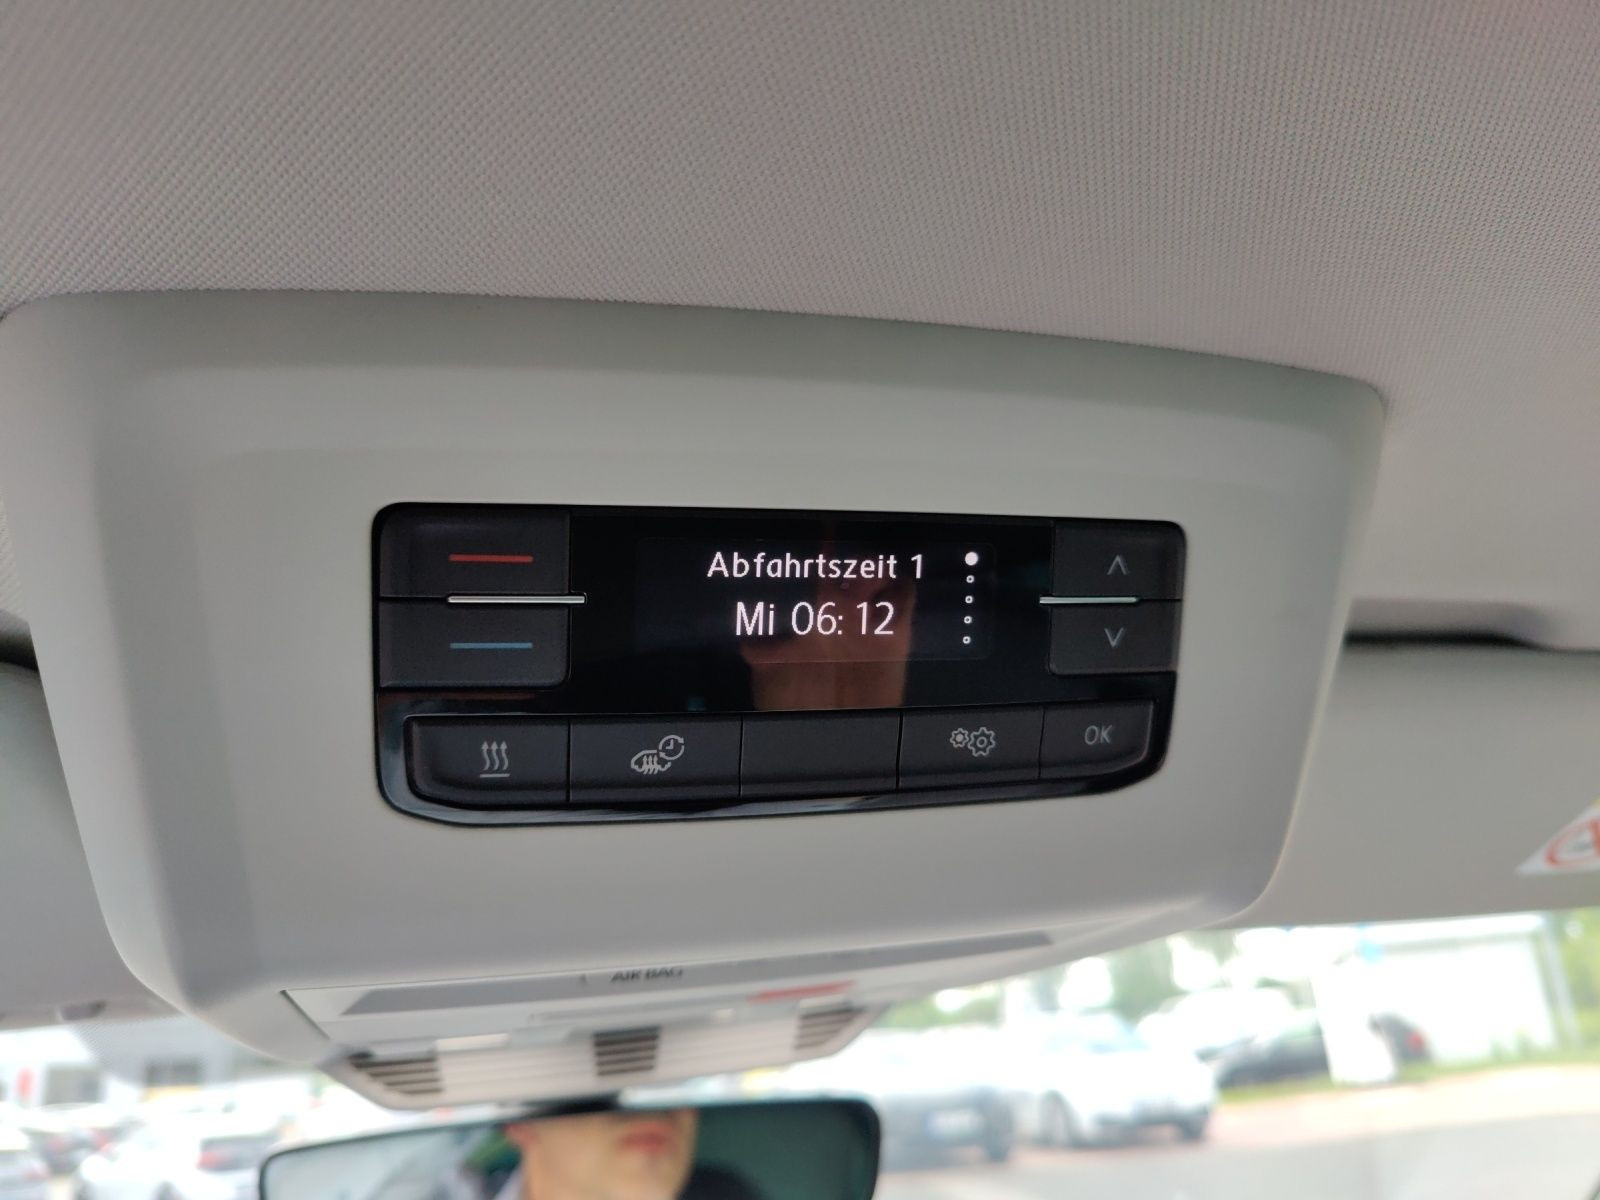 Abfahrtszeit 1
Mi 06:12
OK
AIRBAG